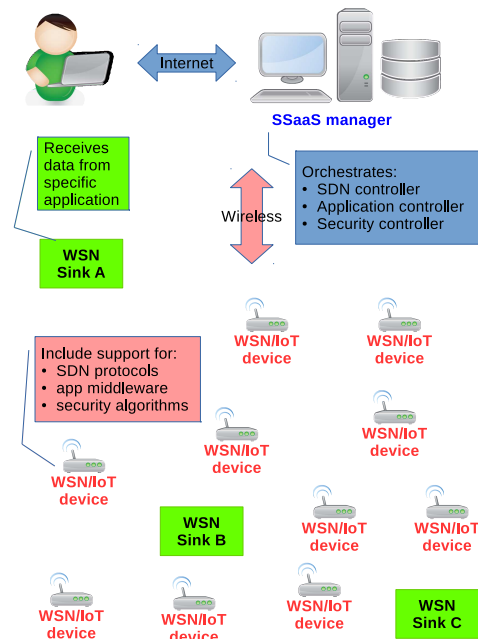 Internet
SSaaS manager
Receives
data from
specific
application
Orchestrates:
• SDN controller
• Application controller
• Security controller
Wireless
WSN
Sink A
WSN/IoT
device
WSN/IoT
device
Include support for:
• SDN protocols
• app middleware
• security algorithms
WSN/IoT
device
WSN/IoT
device
WSN/IoT
device
WSN
Sink B
WSN/IoT
device
WSN/IoT
device
WSN/IoT
device
WSN/IoT
device
WSN/IoT
device
WSN
Sink C